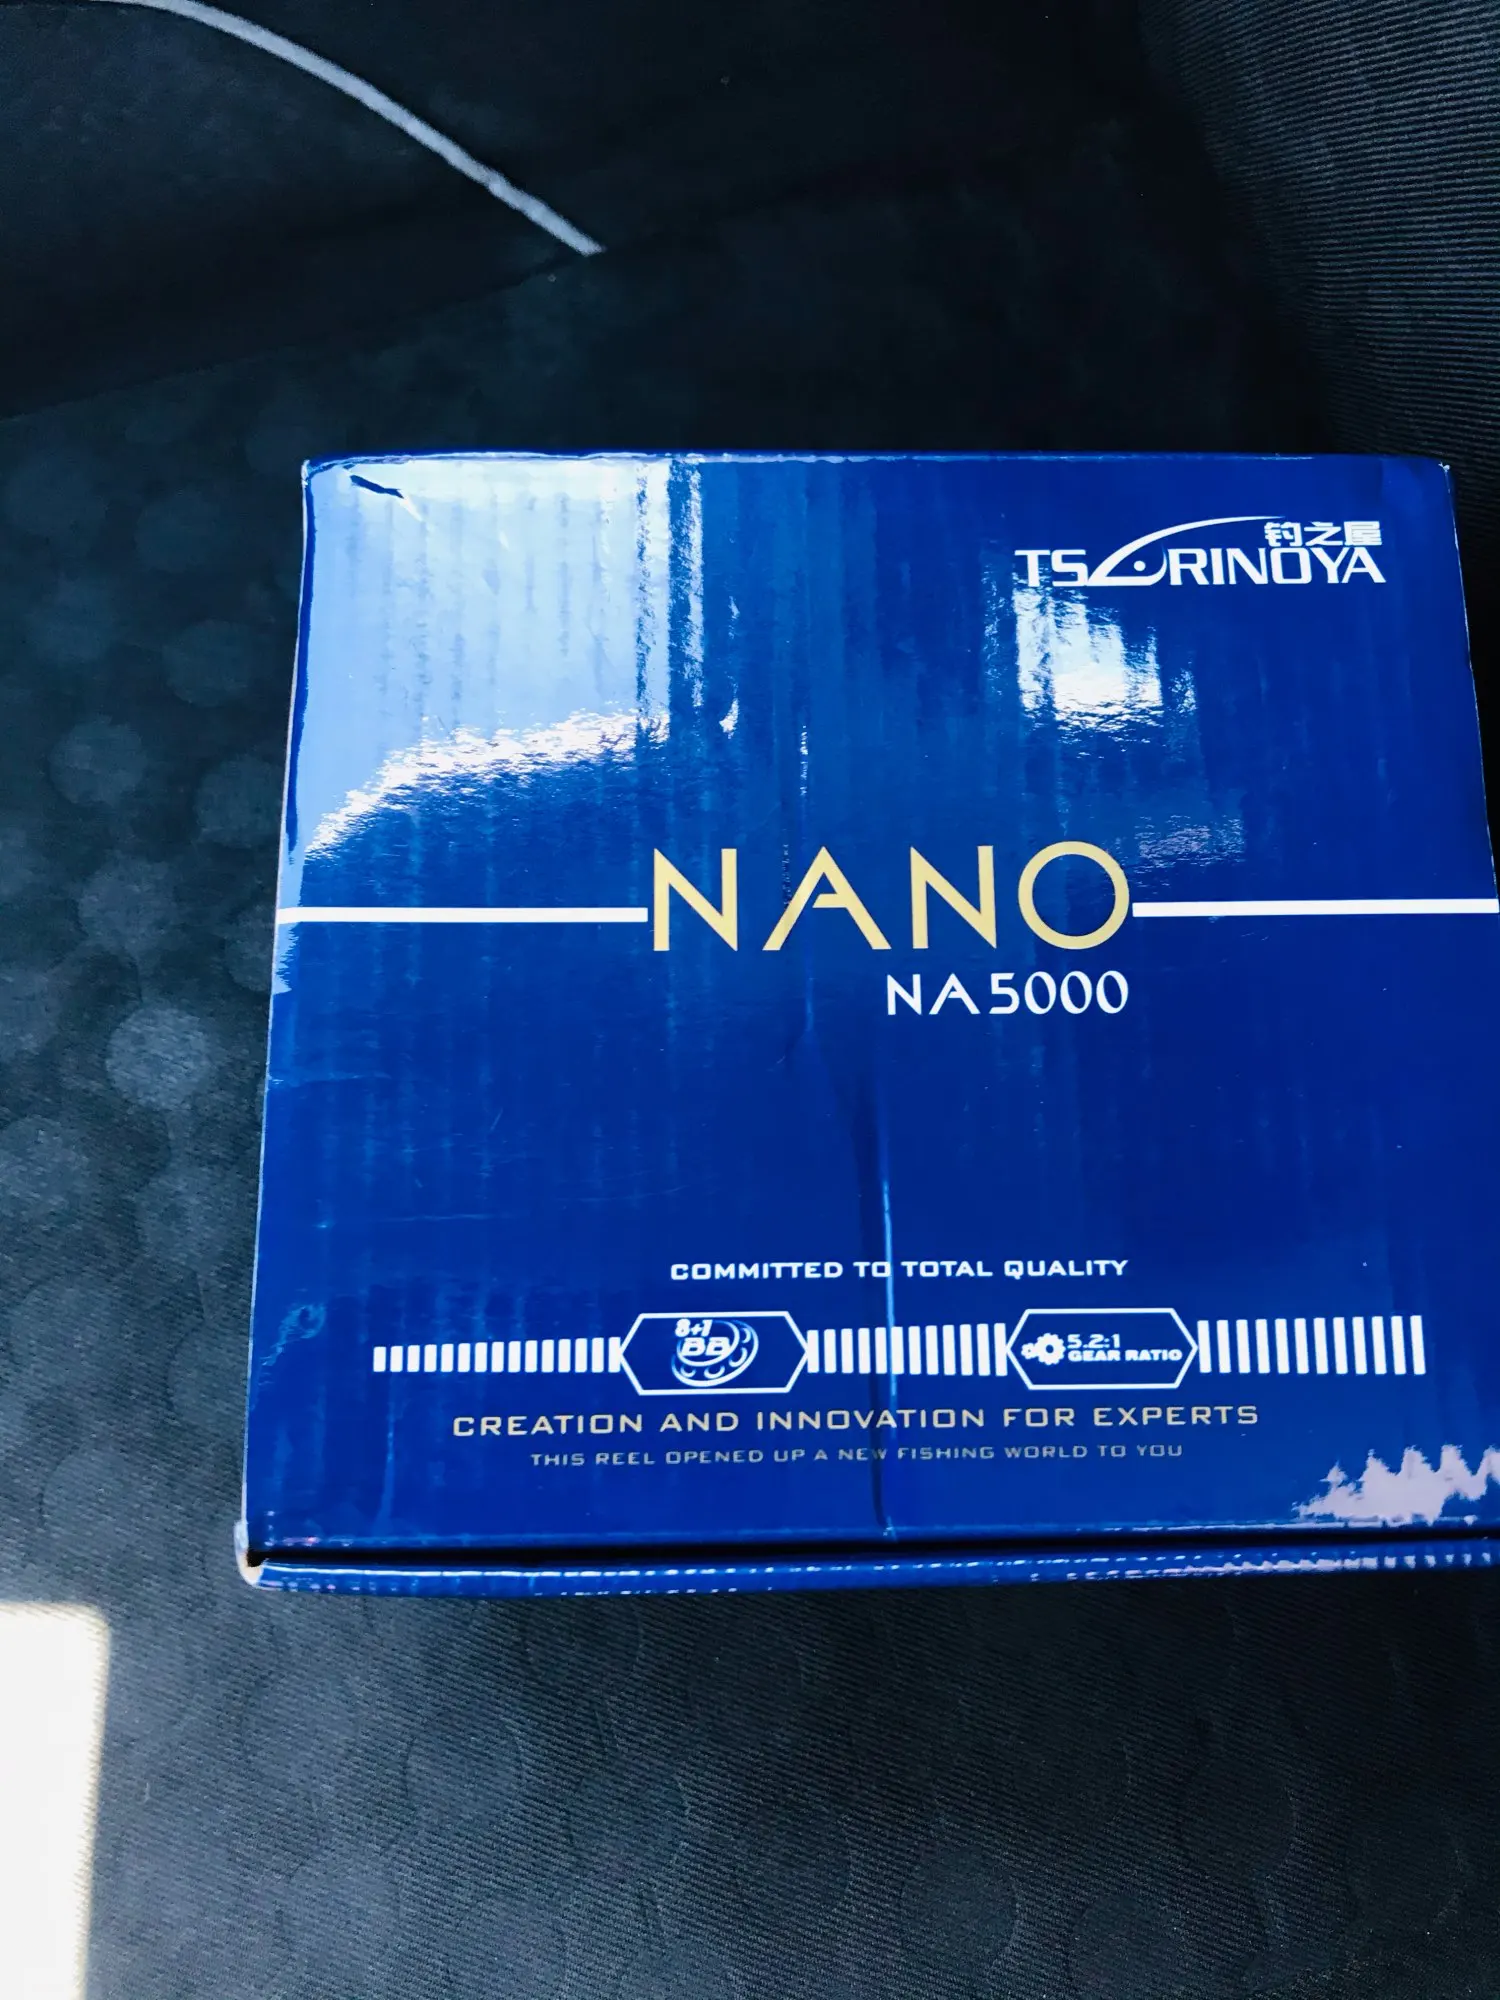 钓之屋
TSURINOYA
NANO
NA5000
COMMITTED TO TOTAL QUALITY
8+1
BB
5.2:1
GEAR RATIO
CREATION AND INNOVATION FOR EXPERTS
THIS REEL OPENED UP A NEW FISHING WORLD TO YOU